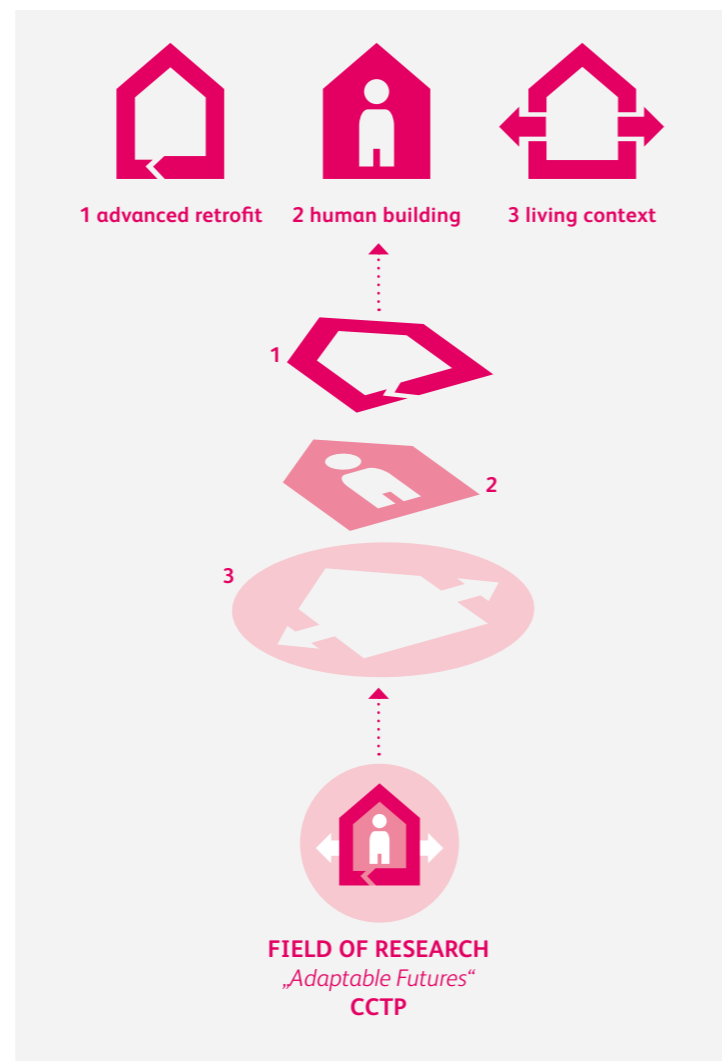 1 advanced retrofit
2 human building
3 living context
1
2
3
FIELD OF RESEARCH
„Adaptable Futures“
CCTP